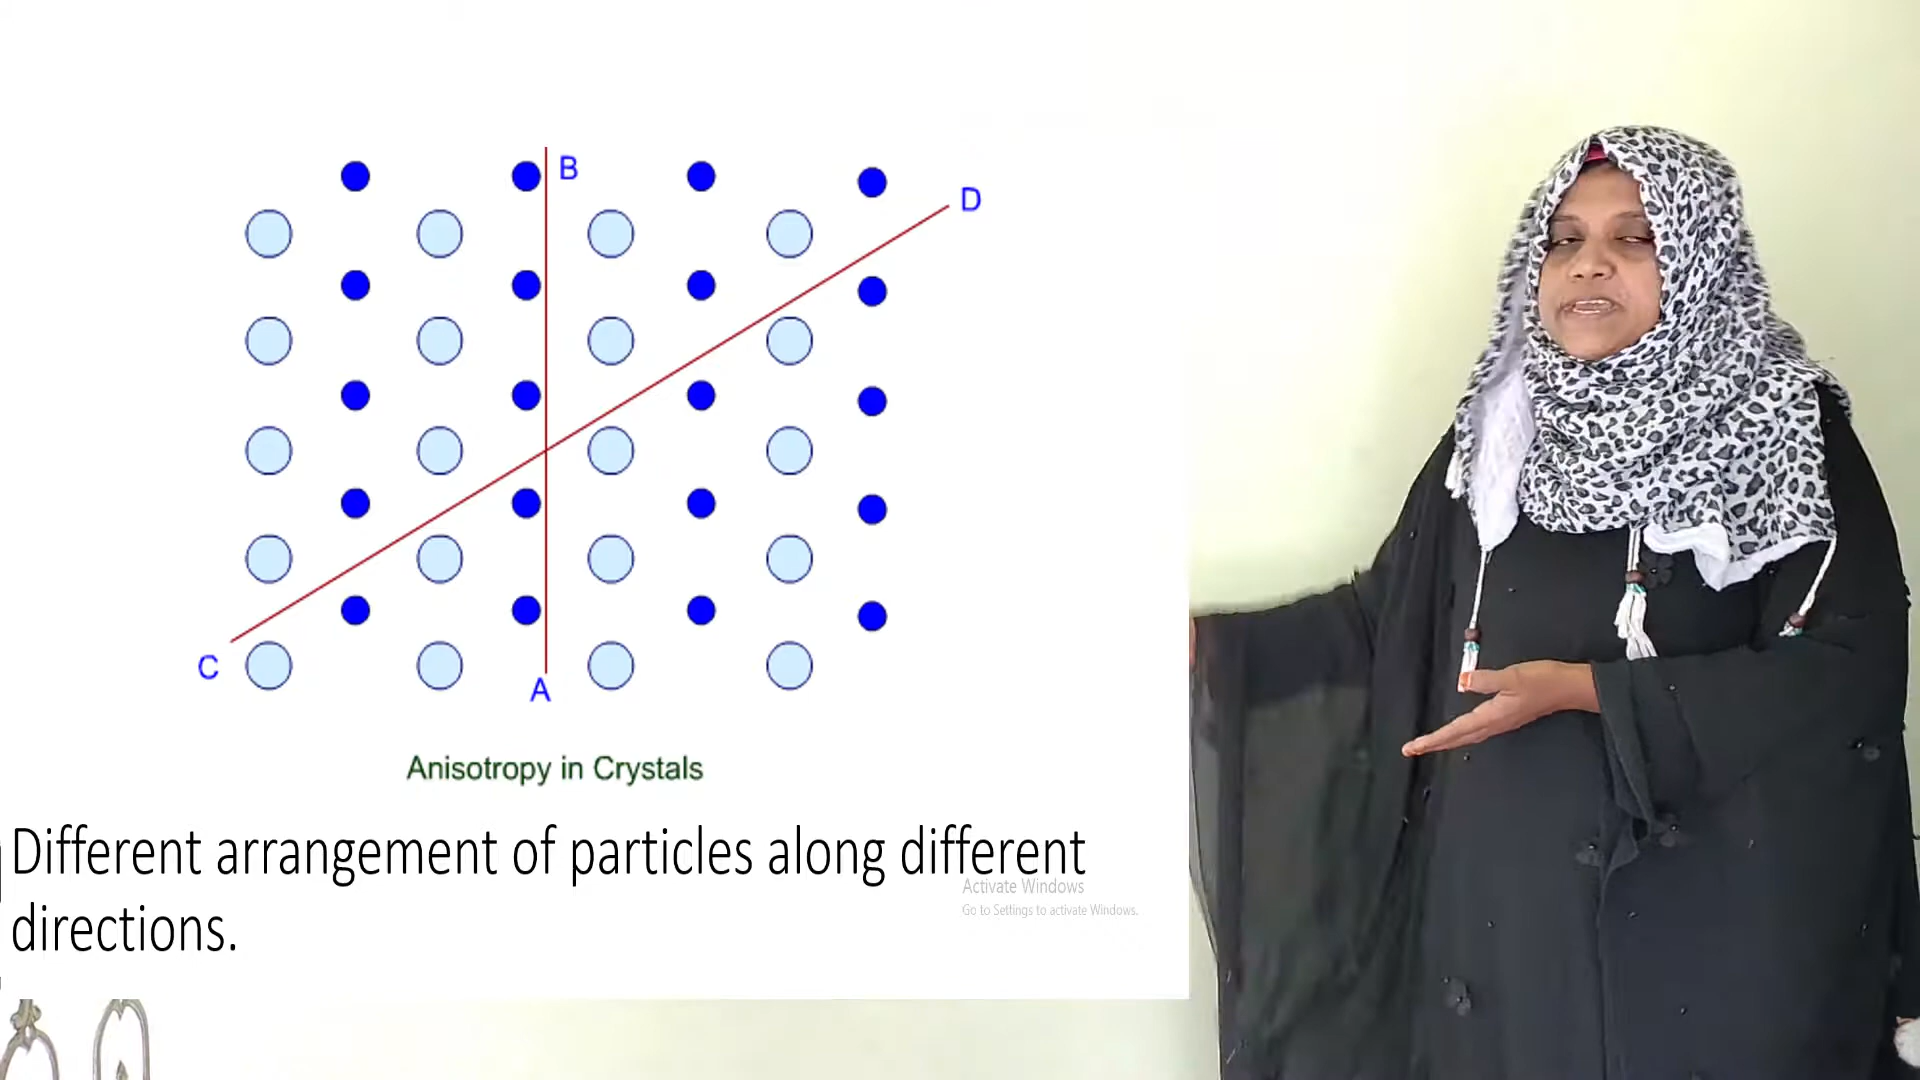 B
D
C
A
Anisotropy in Crystals
Different arrangement of particles along different
directions.
Activate Windows
Go to Settings to activate Windows.